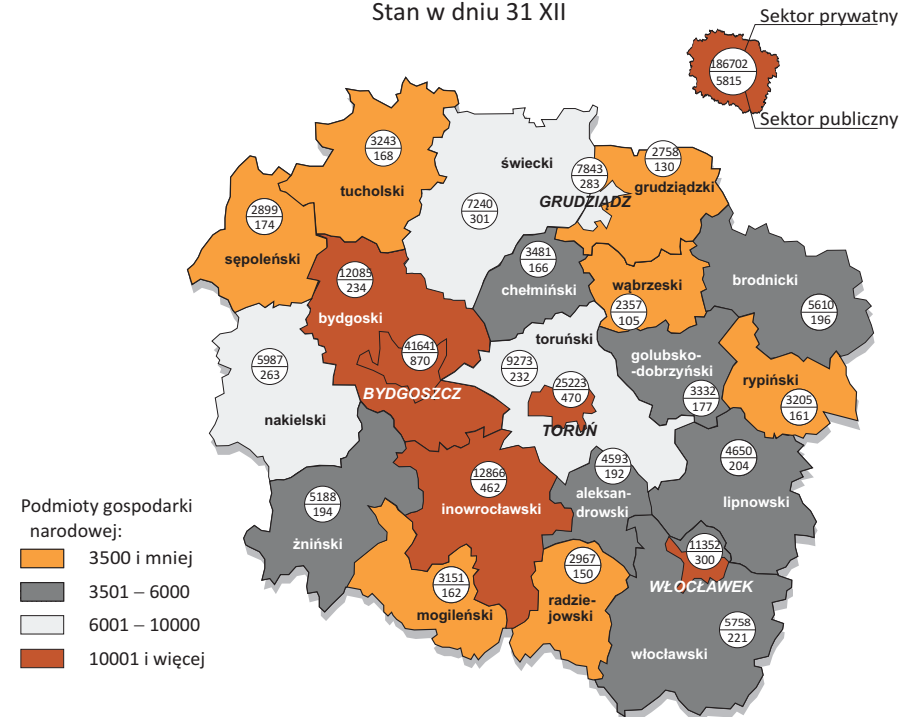 Stan w dniu 31 XII
Sektor prywatny
186702
5815
Sektor publiczny
3243
168
tucholski
świecki
7240
301
7843
283
GRUDZIĄDZ
2758
130
grudziądzki
2899
174
sępoleński
12085
234
bydgoski
3481
166
chełmiński
wąbrzeski
2357
105
brodnicki
5610
196
41641
870
BYDGOSZCZ
toruński
9273
232
25223
470
TORUŃ
golubsko-
-dobrzyński
3332
177
rypiński
3205
161
5987
263
nakielski
4593
192
aleksan-
drowski
4650
204
lipnowski
5188
194
żniński
12866
462
inowrocławski
11352
300
WŁOCŁAWEK
3151
162
mogileński
2967
150
radzie-
jowski
5758
221
włocławski
Podmioty gospodarki
narodowej:
3500 i mniej
3501 – 6000
6001 – 10000
10001 i więcej